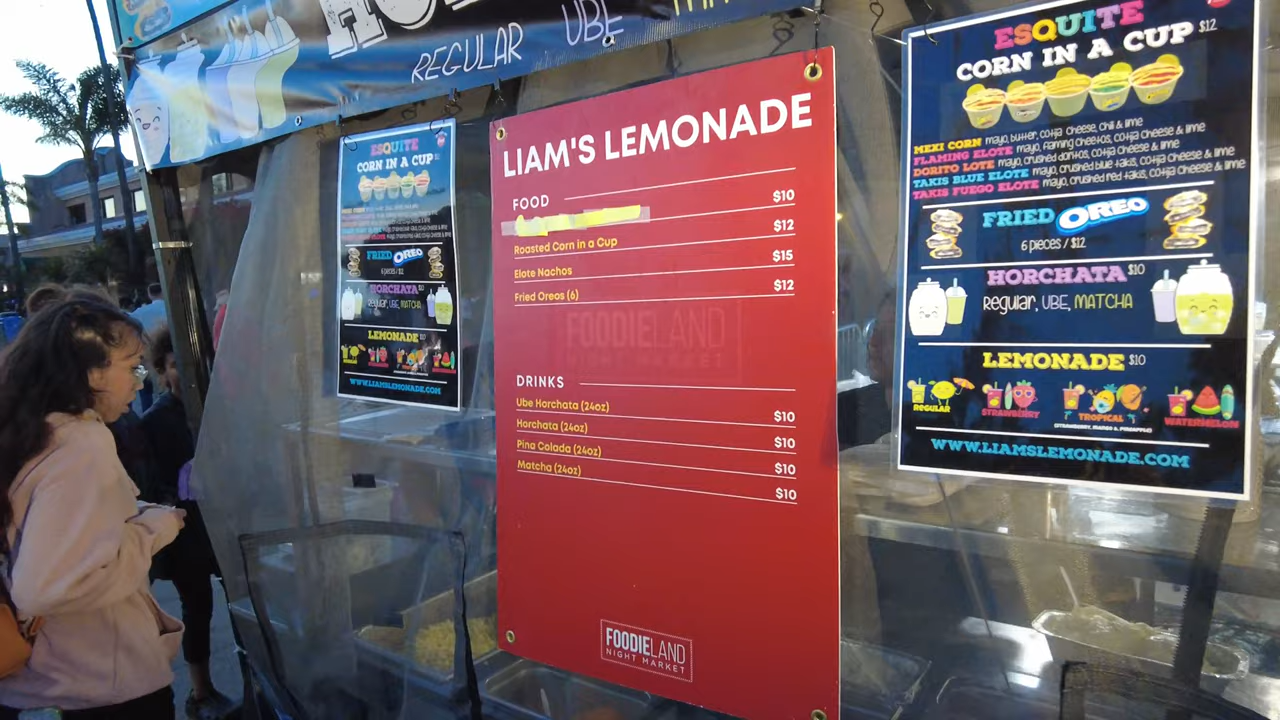 REGULAR UBE
ESQUITE
CORN IN A CUP
FRIED OREO
6 pieces / $12
HORCHATA
Regular, UBE, MATCHA
LEMONADE
WWW.LIAMSLEMONADE.COM
LIAM'S LEMONADE
FOOD
$10
Roasted Corn in a Cup $12
Elote Nachos $15
Fried Oreos (6) $12
FOODIELAND
NIGHT MARKET
DRINKS
Ube Horchata (24oz) $10
Horchata (24oz) $10
Pina Colada (24oz) $10
Matcha (24oz) $10
FOODIELAND
NIGHT MARKET
ESQUITE
CORN IN A CUP $12
MEXI CORN mayo, butter, cotija cheese, chili & lime
FLAMING ELOTE mayo, flaming cheetos, cotija cheese & lime
DORITO LOTE mayo, crushed doritos, cotija cheese & lime
TAKIS BLUE ELOTE mayo, crushed blue takis, cotija cheese & lime
TAKIS FUEGO ELOTE mayo, crushed red takis, cotija cheese & lime
FRIED OREO
6 pieces / $12
HORCHATA $10
Regular, UBE, MATCHA
LEMONADE $10
REGULAR STRAWBERRY TROPICAL WATERMELON
(STRAWBERRY, MANGO & PINEAPPLE)
WWW.LIAMSLEMONADE.COM